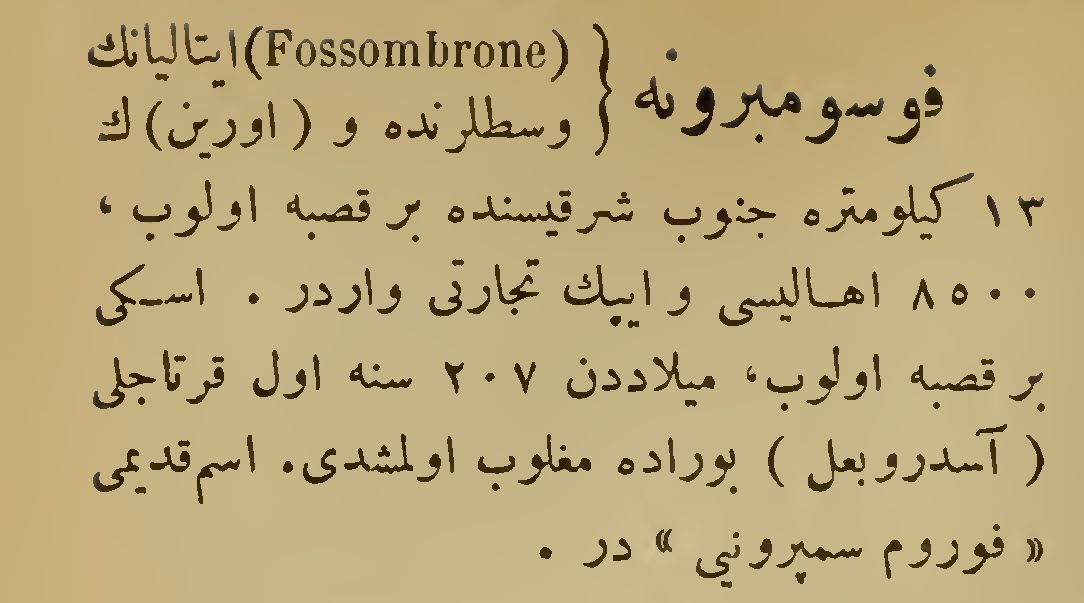 فوسومبرونه { (Fossombrone) ایتالیانك
وسطلرنده و ( اورین ) ك
۱۳ کیلومتره جنوب شرقیسنده بر قصبه اولوب ،
۸۵۰۰ اهالیسی و ایپك تجارتی واردر . اسکی
بر قصبه اولوب، میلاددن ۲۰۷ سنه اول قرتاجلی
( آسدروبعل ) بوراده مغلوب اولمشدی. اسم قدیمی
« فوروم سمپرونیی » در .